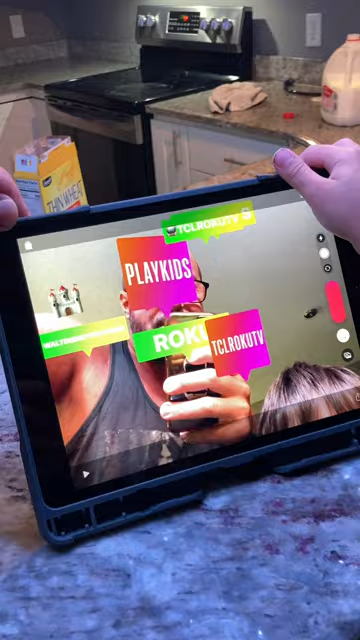 THIN WHEAT
TCLROKUTV S
PLAYKIDS
ROKU
TCLROKUTV